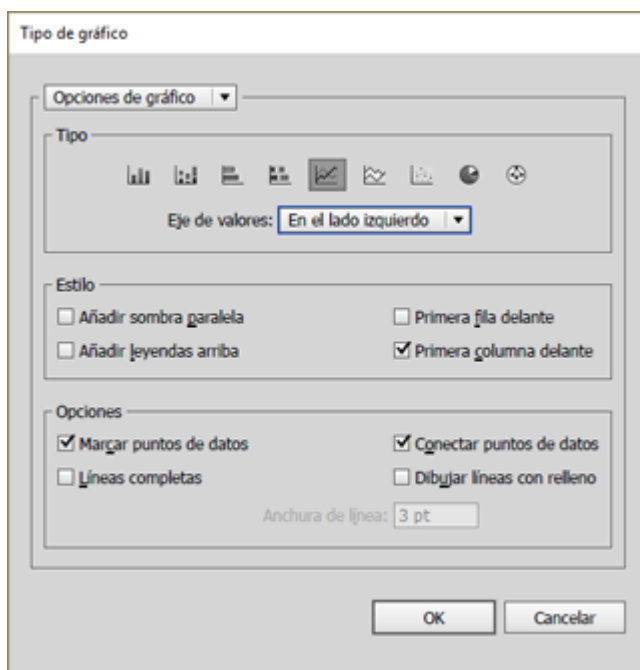 Tipo de gráfico
Opciones de gráfico
Tipo
Eje de valores: En el lado izquierdo
Estilo
Añadir sombra paralela Primera fila delante
Añadir leyendas arriba Primera columna delante
Opciones
Marcar puntos de datos Conectar puntos de datos
Líneas completas Dibujar líneas con relleno
Anchura de línea: 3 pt
OK Cancelar